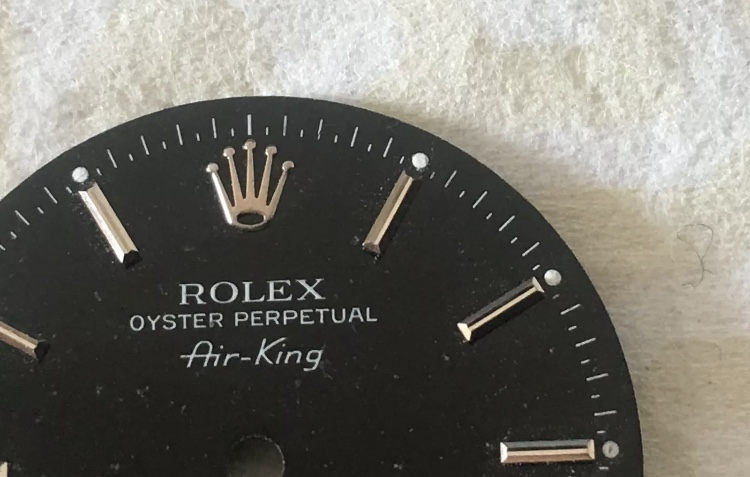 ROLEX
OYSTER PERPETUAL
Air-King